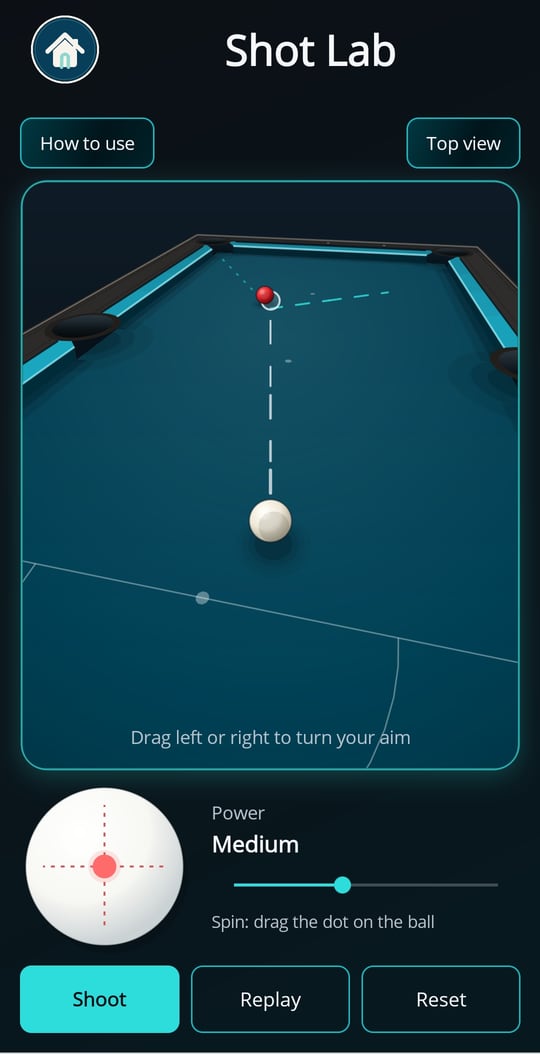 Shot Lab
How to use
Top view
Drag left or right to turn your aim
Power
Medium
Spin: drag the dot on the ball
Shoot
Replay
Reset